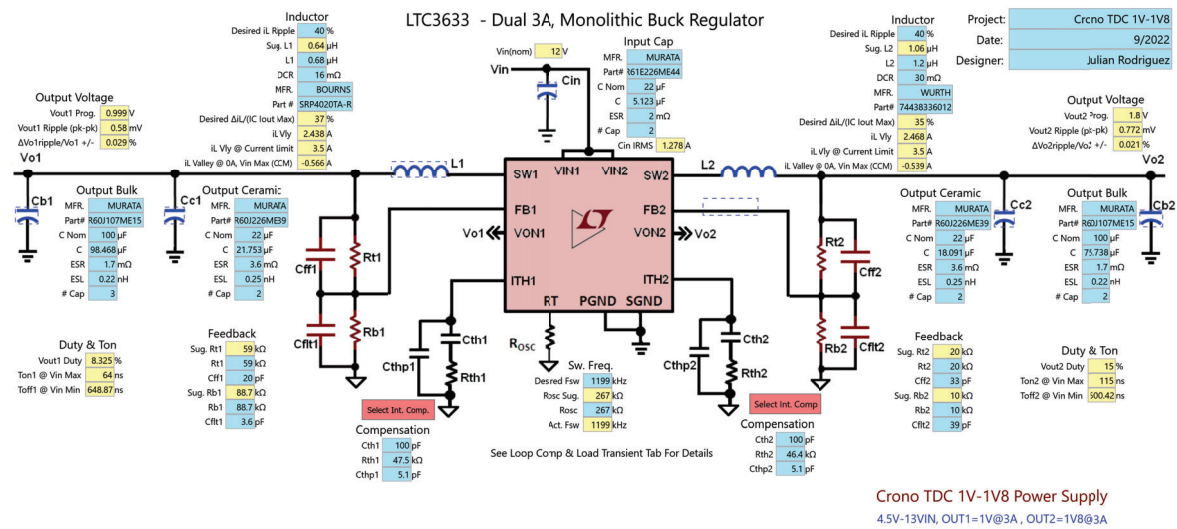 LTC3633 - Dual 3A, Monolithic Buck Regulator
Project: Crcno TDC 1V-1V8
Date: 9/2022
Designer: Julian Rodriguez
Inductor
Desired iL Ripple 40 %
Sug. L1 0.64 µH
L1 0.68 µH
DCR 16 mΩ
MFR. BOURNS
Part # SRP4020TA-R
Desired ΔiL/(IC Iout Max) 37 %
iL Vly 2.438 A
iL Vly @ Current Limit 3.5 A
iL Valley @ 0A, Vin Max (CCM) -0.566 A
Vin(nom) 12 V
Vin
Cin
Input Cap
MFR. MURATA
Part# R61E226ME44
C Nom 22 µF
C 5.123 µF
ESR 2 mΩ
# Cap 2
Cin IRMS 1.278 A
Inductor
Desired iL Ripple 40 %
Sug. L2 1.06 µH
L2 1.2 µH
DCR 30 mΩ
MFR. WURTH
Part# 74438336012
Desired ΔiL/(IC Iout Max) 35 %
iL Vly 2.468 A
iL Vly @ Current Limit 3.5 A
iL Valley @ 0A, Vin Max (CCM) -0.539 A
Output Voltage
Vout1 Prog. 0.999 V
Vout1 Ripple (pk-pk) 0.58 mV
ΔVo1ripple/Vo1 +/- 0.029 %
Vo1
Output Voltage
Vout2 Prog. 1.8 V
Vout2 Ripple (pk-pk) 0.772 mV
ΔVo2ripple/Vo2 +/- 0.021 %
Vo2
L1
L2
SW1
VIN1
VIN2
SW2
FB1
FB2
Vo1
VON1
VON2
Vo2
ITH1
ITH2
RT
PGND
SGND
Cb1
Output Bulk
MFR. MURATA
Part# R60J107ME15
C Nom 100 µF
C 98.468 µF
ESR 1.7 mΩ
ESL 0.22 nH
# Cap 3
Cc1
Output Ceramic
MFR. MURATA
Part# R60J226ME39
C Nom 22 µF
C 21.753 µF
ESR 3.6 mΩ
ESL 0.25 nH
# Cap 2
Cff1
Rt1
Cflt1
Rb1
Rt2
Cff2
Rb2
Cflt2
Output Ceramic
MFR. MURATA
Part# R60J226ME39
C Nom 22 µF
C 18.091 µF
ESR 3.6 mΩ
ESL 0.25 nH
# Cap 2
Cc2
Output Bulk
MFR. MURATA
Part# R60J107ME15
C Nom 100 µF
C 75.738 µF
ESR 1.7 mΩ
ESL 0.22 nH
# Cap 2
Cb2
Duty & Ton
Vout1 Duty 8.325 %
Ton1 @ Vin Max 64 ns
Toff1 @ Vin Min 648.87 ns
Feedback
Sug. Rt1 59 kΩ
Rt1 59 kΩ
Cff1 20 pF
Sug. Rb1 88.7 kΩ
Rb1 88.7 kΩ
Cflt1 3.6 pF
Cthp1
Cth1
Rth1
Select Int. Comp.
Compensation
Cth1 100 pF
Rth1 47.5 kΩ
Cthp1 5.1 pF
ROSC
Sw. Freq.
Desred Fsw 1199 kHz
Rosc Sug. 267 kΩ
Rosc 267 kΩ
Act. Fsw 1199 kHz
See Loop Comp & Load Transient Tab For Details
Cthp2
Cth2
Rth2
Select Int. Comp
Compensation
Cth2 100 pF
Rth2 46.4 kΩ
Cthp2 5.1 pF
Feedback
Sug. Rt2 20 kΩ
Rt2 20 kΩ
Cff2 33 pF
Sug. Rb2 10 kΩ
Rb2 10 kΩ
Cflt2 39 pF
Duty & Ton
Vout2 Duty 15 %
Ton2 @ Vin Max 115 ns
Toff2 @ Vin Min 500.42 ns
Crono TDC 1V-1V8 Power Supply
4.5V-13VIN, OUT1=1V@3A , OUT2=1V8@3A